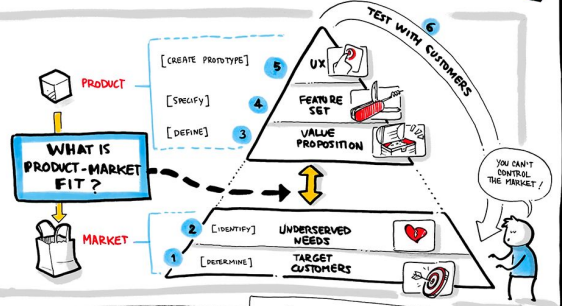 TEST WITH CUSTOMERS
6
[CREATE PROTOTYPE]
5
UX
PRODUCT
[SPECIFY]
4
FEATURE
SET
[DEFINE]
3
VALUE
PROPOSITION
WHAT IS
PRODUCT-MARKET
FIT?
YOU CAN'T
CONTROL
THE MARKET!
2
[IDENTIFY]
UNDERSERVED
NEEDS
MARKET
1
[DETERMINE]
TARGET
CUSTOMERS